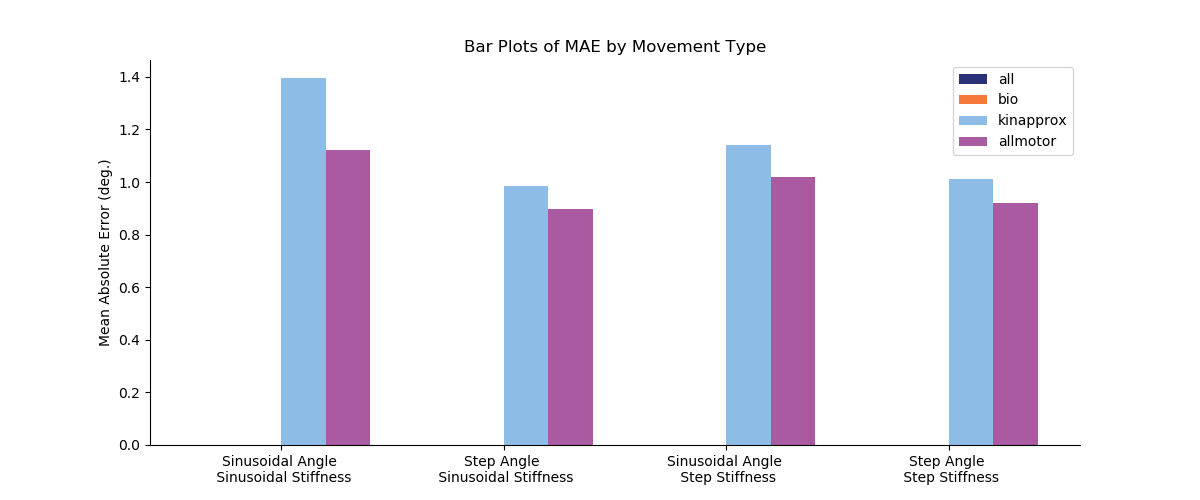 Bar Plots of MAE by Movement Type
all
bio
kinapprox
allmotor
Mean Absolute Error (deg.)
1.4
1.2
1.0
0.8
0.6
0.4
0.2
0.0
Sinusoidal Angle
Sinusoidal Stiffness
Step Angle
Sinusoidal Stiffness
Sinusoidal Angle
Step Stiffness
Step Angle
Step Stiffness